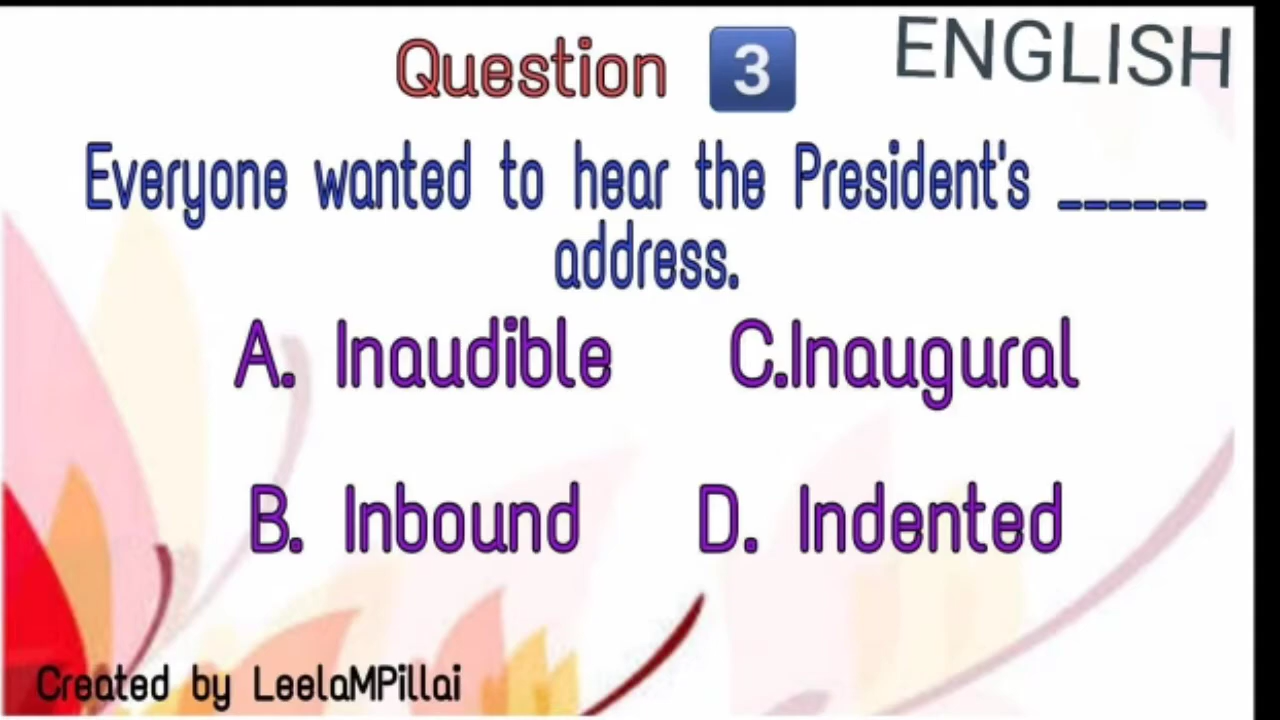 Question 3
ENGLISH
Everyone wanted to hear the President's ______
address.
A. Inaudible
C.Inaugural
B. Inbound
D. Indented
Created by LeelaMPillai